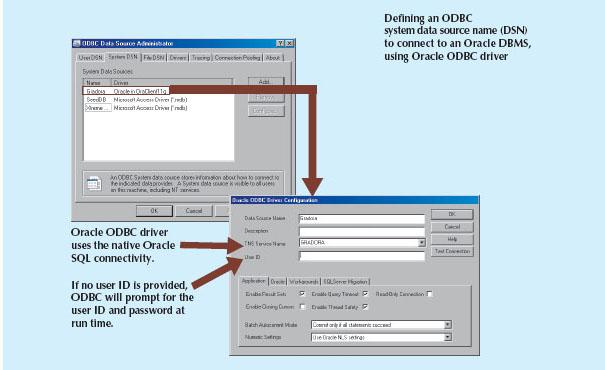 Defining an ODBC
system data source name (DSN)
to connect to an Oracle DBMS,
using Oracle ODBC driver
ODBC Data Source Administrator
User DSN System DSN File DSN Drivers Tracing Connection Pooling About
System Data Sources:
Name Driver
Gradora Oracle in OraClient11g
SeedDB Microsoft Access Driver (*.mdb)
Xtreme ... Microsoft Access Driver (*.mdb)
Add...
Remove
Configure...
An ODBC System data source stores information about how to connect to
the indicated data provider. A System data source is visible to all users
on this machine, including NT services.
OK Cancel
Oracle ODBC Driver Configuration
Data Source Name Gradora
Description
TNS Service Name GRADORA
User ID
OK
Cancel
Help
Test Connection
Application Oracle Workarounds SQLServer Migration
Enable Result Sets Enable Query Timeout Read-Only Connection
Enable Closing Cursors Enable Thread Safety
Batch Autocommit Mode Commit only if all statements succeed
Numeric Settings Use Oracle NLS settings
Oracle ODBC driver
uses the native Oracle
SQL connectivity.
If no user ID is provided,
ODBC will prompt for the
user ID and password at
run time.